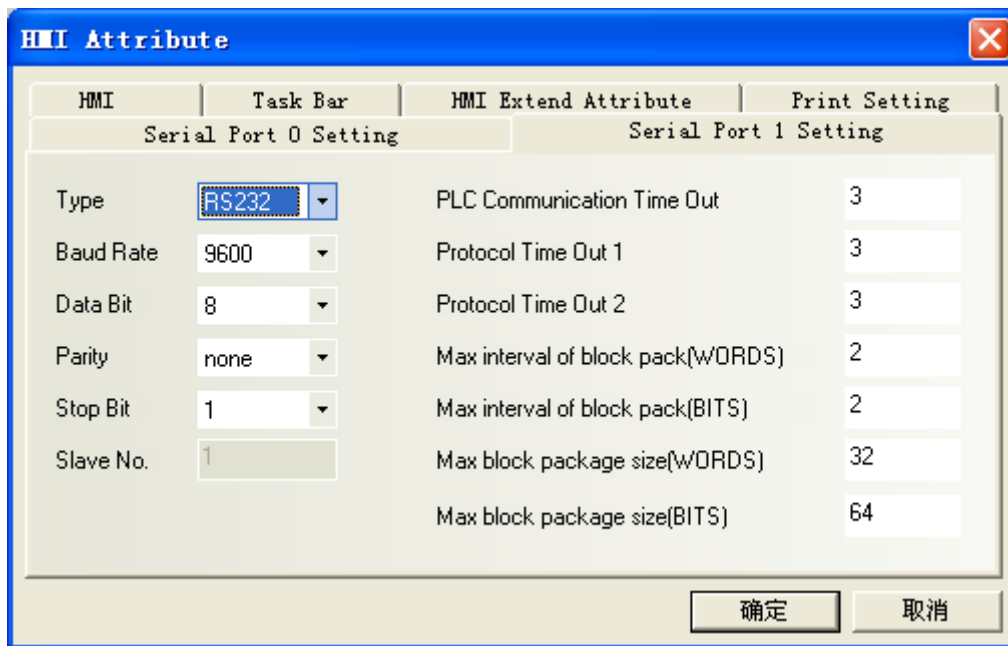 HMI Attribute
HMI Task Bar HMI Extend Attribute Print Setting
Serial Port 0 Setting Serial Port 1 Setting
Type RS232 PLC Communication Time Out 3
Baud Rate 9600 Protocol Time Out 1 3
Data Bit 8 Protocol Time Out 2 3
Parity none Max interval of block pack(WORDS) 2
Stop Bit 1 Max interval of block pack(BITS) 2
Slave No. 1 Max block package size(WORDS) 32
Max block package size(BITS) 64
确定 取消